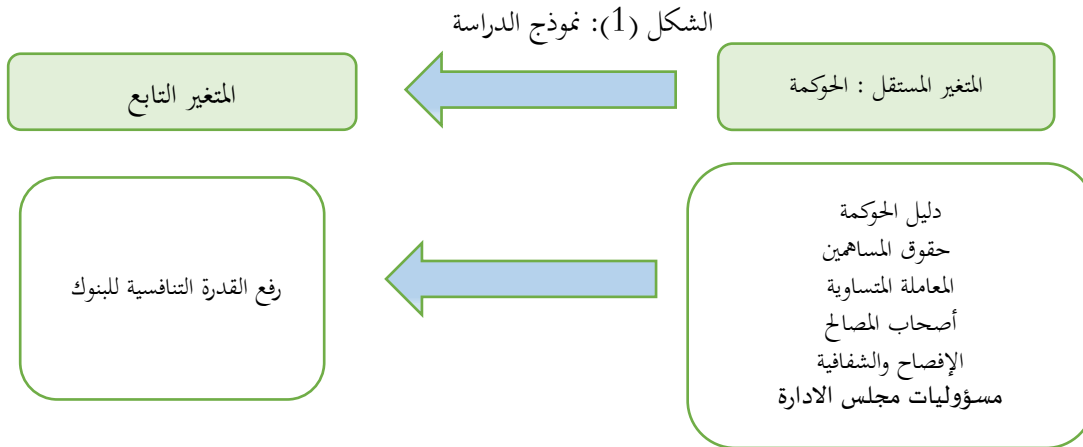 الشكل (1): نموذج الدراسة
المتغير المستقل : الحوكمة
المتغير التابع
دليل الحوكمة
حقوق المساهمين
المعاملة المتساوية
أصحاب المصالح
الإفصاح والشفافية
مسؤوليات مجلس الادارة
رفع القدرة التنافسية للبنوك